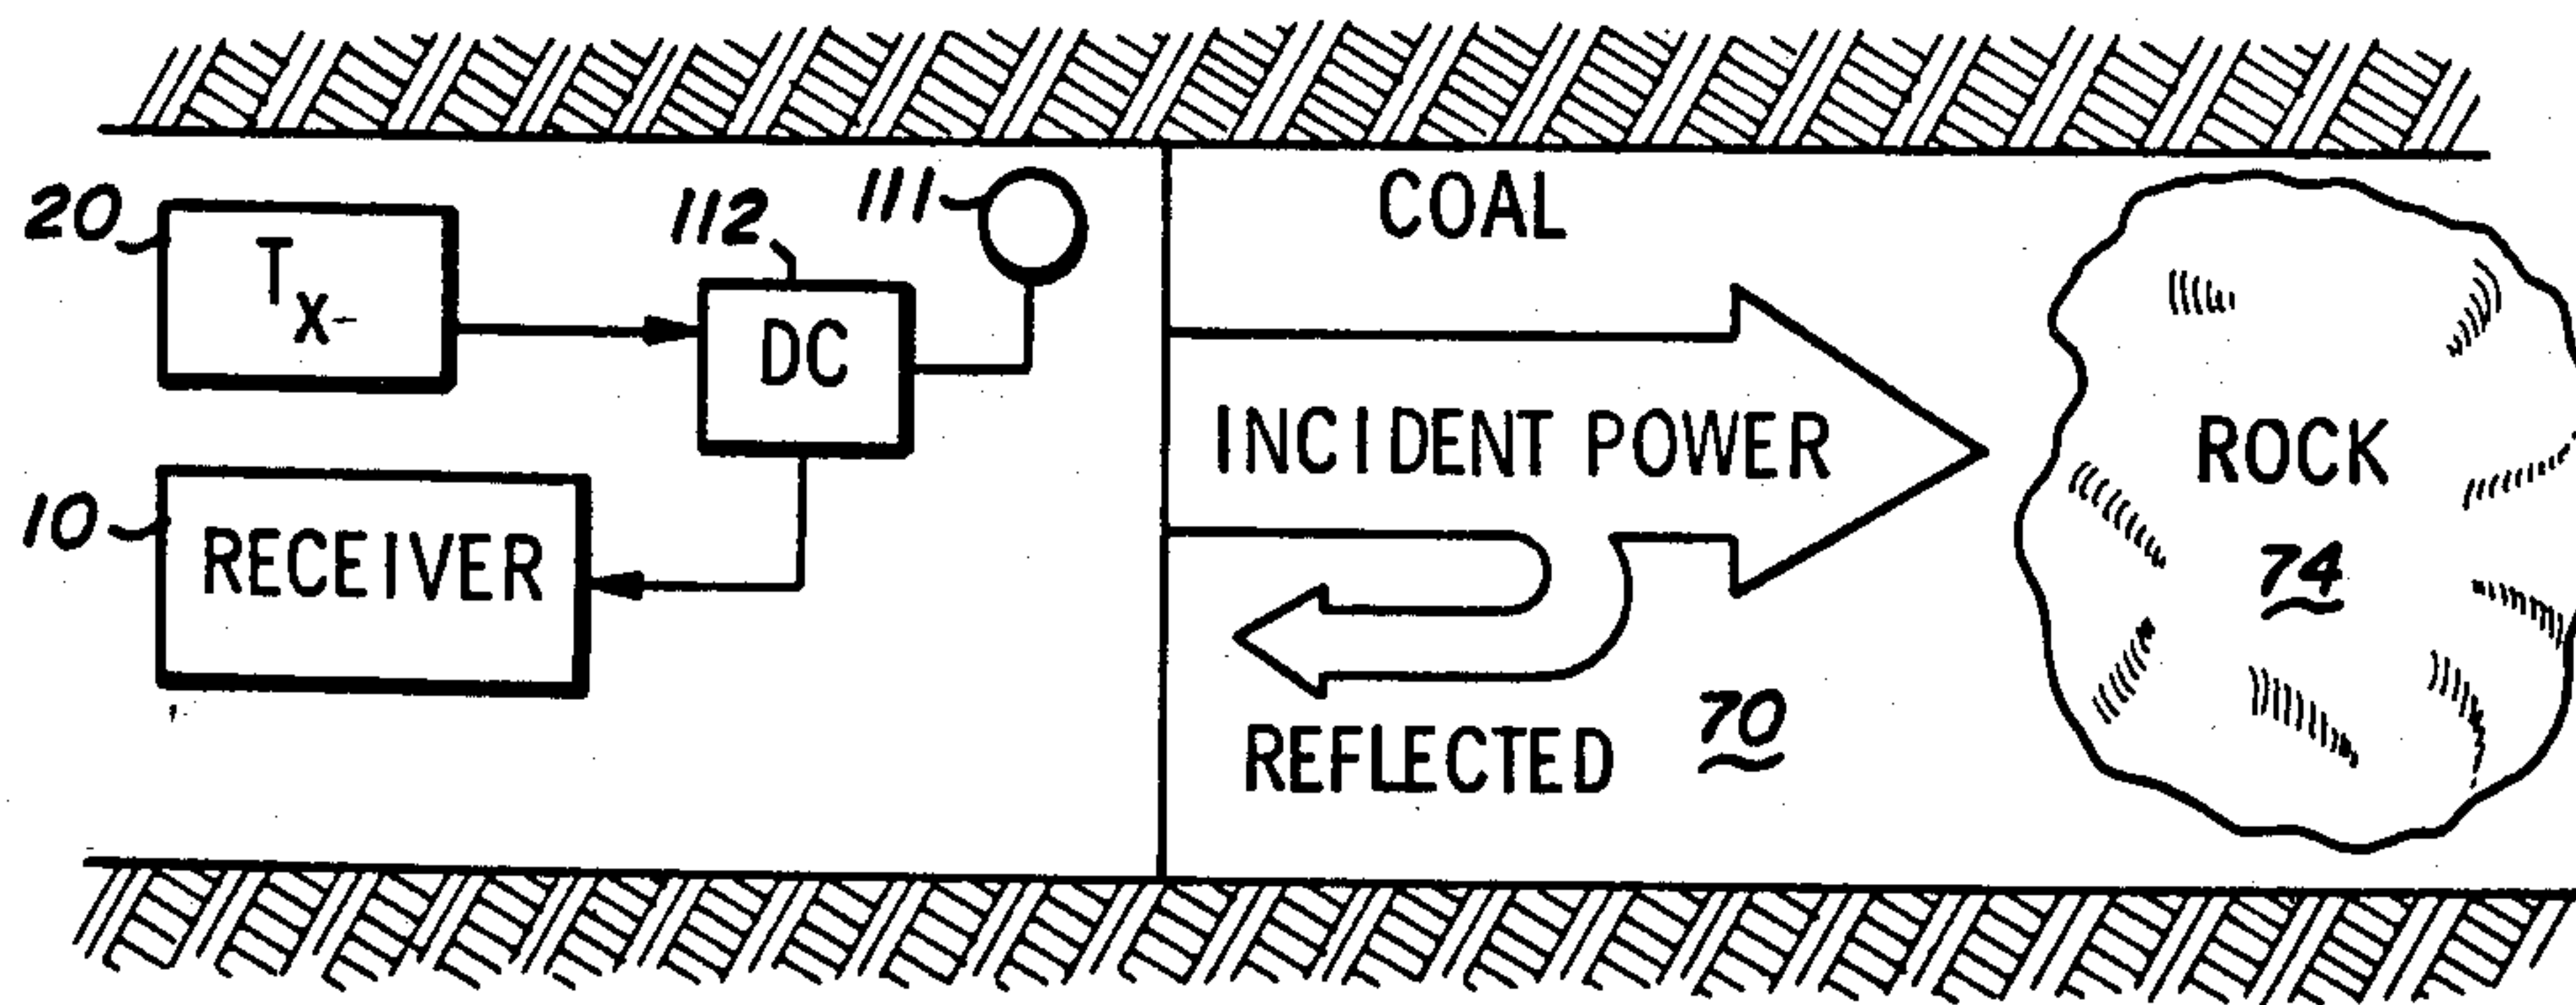 20
Tx
112
111
DC
10
RECEIVER
COAL
INCIDENT POWER
REFLECTED
70
ROCK
74